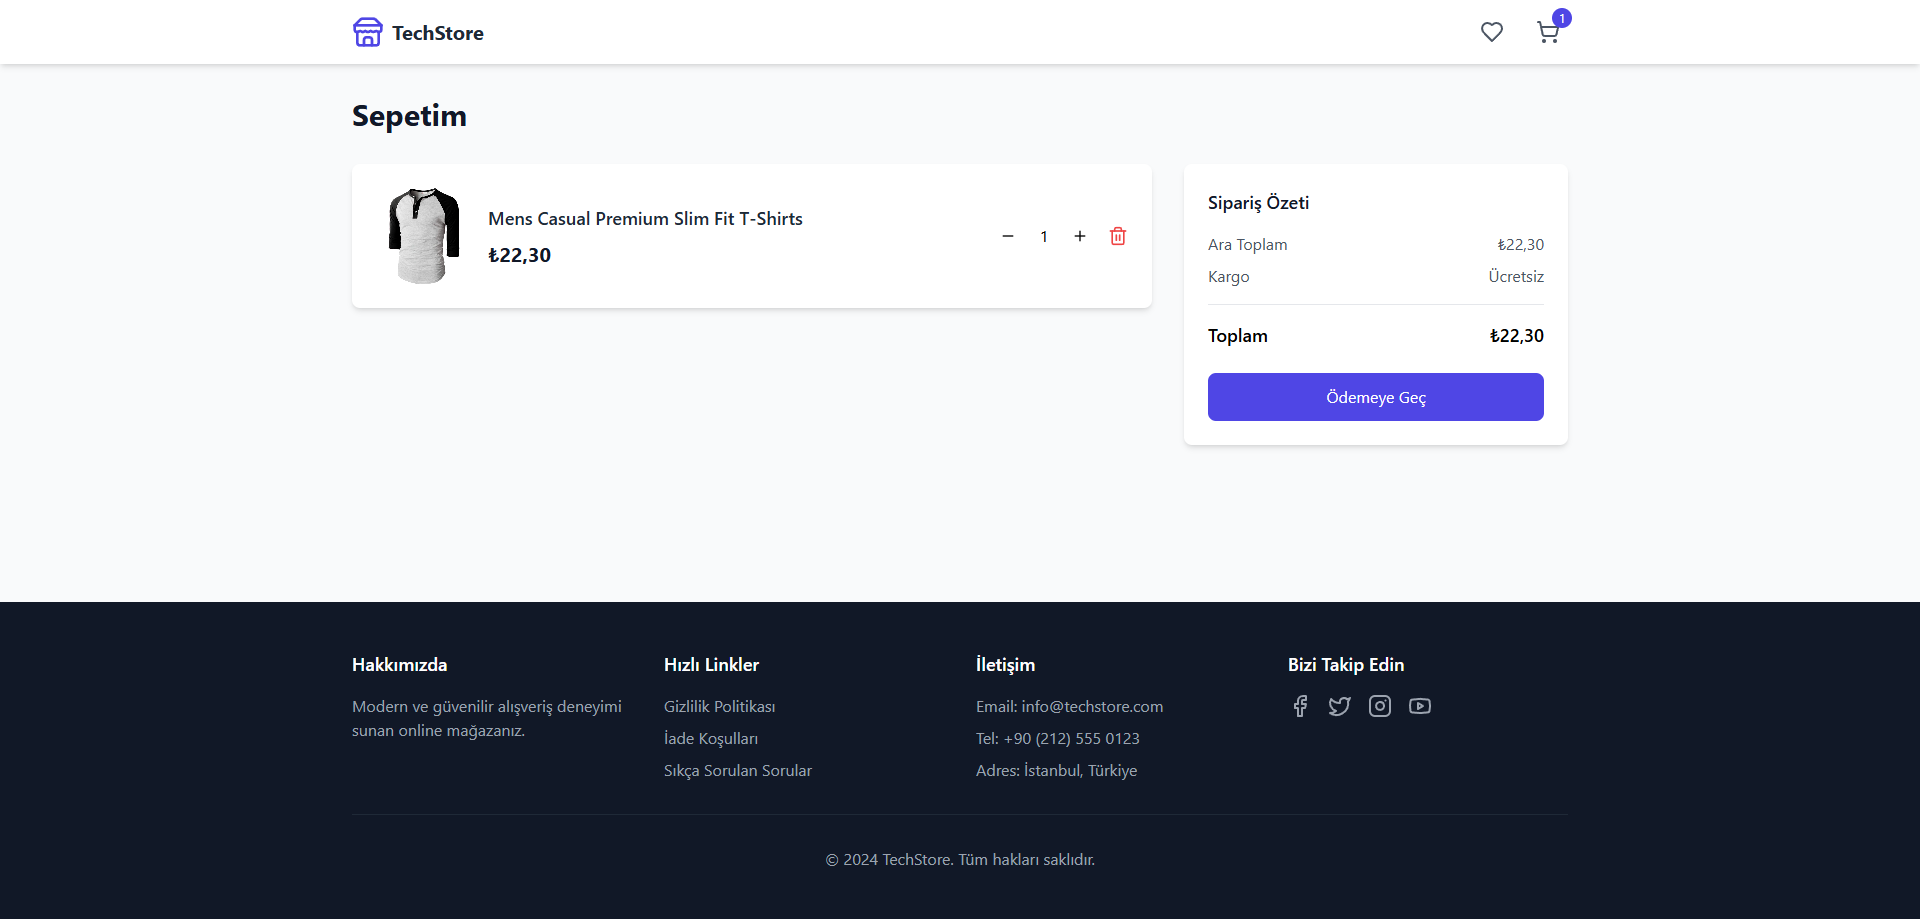 TechStore
1
Sepetim
Mens Casual Premium Slim Fit T-Shirts
₺22,30
1
Sipariş Özeti
Ara Toplam ₺22,30
Kargo Ücretsiz
Toplam ₺22,30
Ödemeye Geç
Hakkımızda
Modern ve güvenilir alışveriş deneyimi
sunan online mağazanız.
Hızlı Linkler
Gizlilik Politikası
İade Koşulları
Sıkça Sorulan Sorular
İletişim
Email: info@techstore.com
Tel: +90 (212) 555 0123
Adres: İstanbul, Türkiye
Bizi Takip Edin
© 2024 TechStore. Tüm hakları saklıdır.